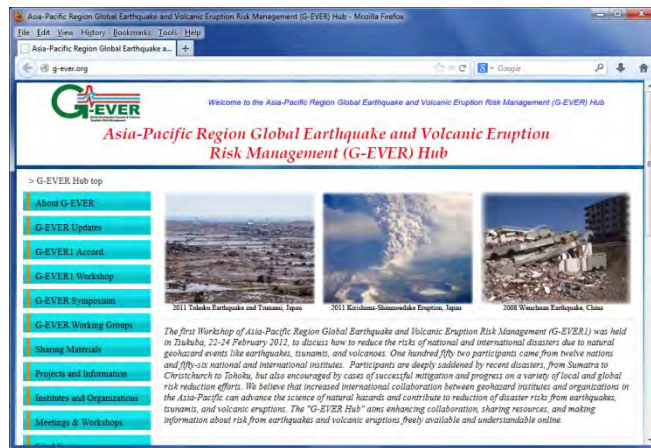 Asia-Pacific Region Global Earthquake and Volcanic Eruption Risk Management (G-EVER) Hub - Mozilla Firefox
File Edit View History Bookmarks Tools Help
Asia-Pacific Region Global Earthquake a...
g-ever.org
Google
G-EVER
Welcome to the Asia-Pacific Region Global Earthquake and Volcanic Eruption Risk Management (G-EVER) Hub
Asia-Pacific Region Global Earthquake and Volcanic Eruption
Risk Management (G-EVER) Hub
> G-EVER Hub top
About G-EVER
G-EVER Updates
G-EVER1 Accord
G-EVER1 Workshop
G-EVER Symposium
G-EVER Working Groups
Sharing Materials
Projects and Information
Institutes and Organizations
Meetings & Workshops
2011 Tohoku Earthquake and Tsunami, Japan
2011 Kirishima-Shinmoedake Eruption, Japan
2008 Wenchuan Earthquake, China
The first Workshop of Asia-Pacific Region Global Earthquake and Volcanic Eruption Risk Management (G-EVER1) was held
in Tsukuba, 22-24 February 2012, to discuss how to reduce the risks of national and international disasters due to natural
geohazard events like earthquakes, tsunamis, and volcanoes. One hundred fifty two participants came from twelve nations
and fifty-six national and international institutes. Participants are deeply saddened by recent disasters, from Sumatra to
Christchurch to Tohoku, but also encouraged by cases of successful mitigation and progress on a variety of local and global
risk reduction efforts. We believe that increased international collaboration between geohazard institutes and organizations in
the Asia-Pacific can advance the science of natural hazards and contribute to reduction of disaster risks from earthquakes,
tsunamis, and volcanic eruptions. The "G-EVER Hub" aims enhancing collaboration, sharing resources, and making
information about risk from earthquakes and volcanic eruptions freely available and understandable online.